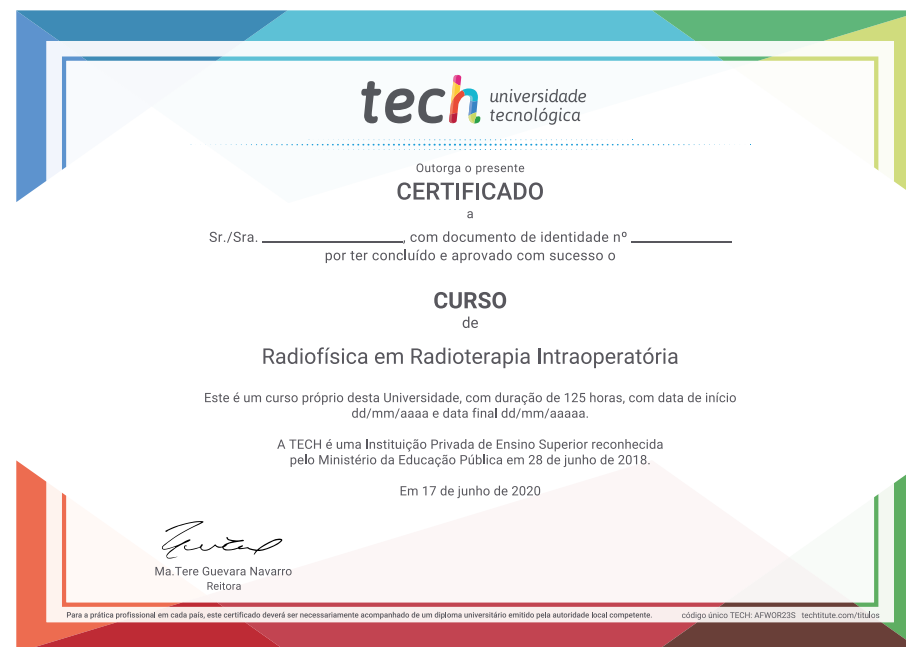 tech universidade
tecnológica
Outorga o presente
CERTIFICADO
a
Sr./Sra. ____________, com documento de identidade nº ____________
por ter concluído e aprovado com sucesso o
CURSO
de
Radiofísica em Radioterapia Intraoperatória
Este é um curso próprio desta Universidade, com duração de 125 horas, com data de início
dd/mm/aaaa e data final dd/mm/aaaaa.
A TECH é uma Instituição Privada de Ensino Superior reconhecida
pelo Ministério da Educação Pública em 28 de junho de 2018.
Em 17 de junho de 2020
Ma.Tere Guevara Navarro
Reitora
Para a prática profissional em cada país, este certificado deverá ser necessariamente acompanhado de um diploma universitário emitido pela autoridade local competente. código único TECH: AFWOR23S techtitute.com/titulos